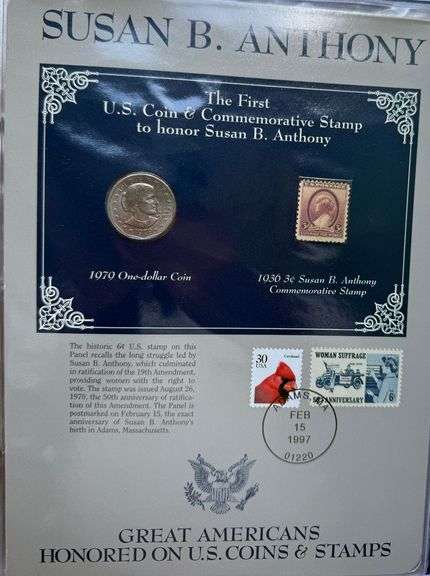 SUSAN B. ANTHONY
The First
U.S. Coin & Commemorative Stamp
to honor Susan B. Anthony
1979 One-dollar Coin
1936 3¢ Susan B. Anthony
Commemorative Stamp
The historic 6¢ U.S. stamp on this
Panel recalls the long struggle led by
Susan B. Anthony, which culminated
in ratification of the 19th Amendment,
providing women with the right to
vote. The stamp was issued August 26,
1970, the 50th anniversary of ratifica-
tion of this Amendment. The Panel is
postmarked on February 15, the exact
anniversary of Susan B. Anthony's
birth in Adams, Massachusetts.
30
USA
Cardinal
WOMAN SUFFRAGE
50TH ANNIVERSARY
6¢
ADAMS, MA
FEB
15
1997
01220
GREAT AMERICANS
HONORED ON U.S. COINS & STAMPS